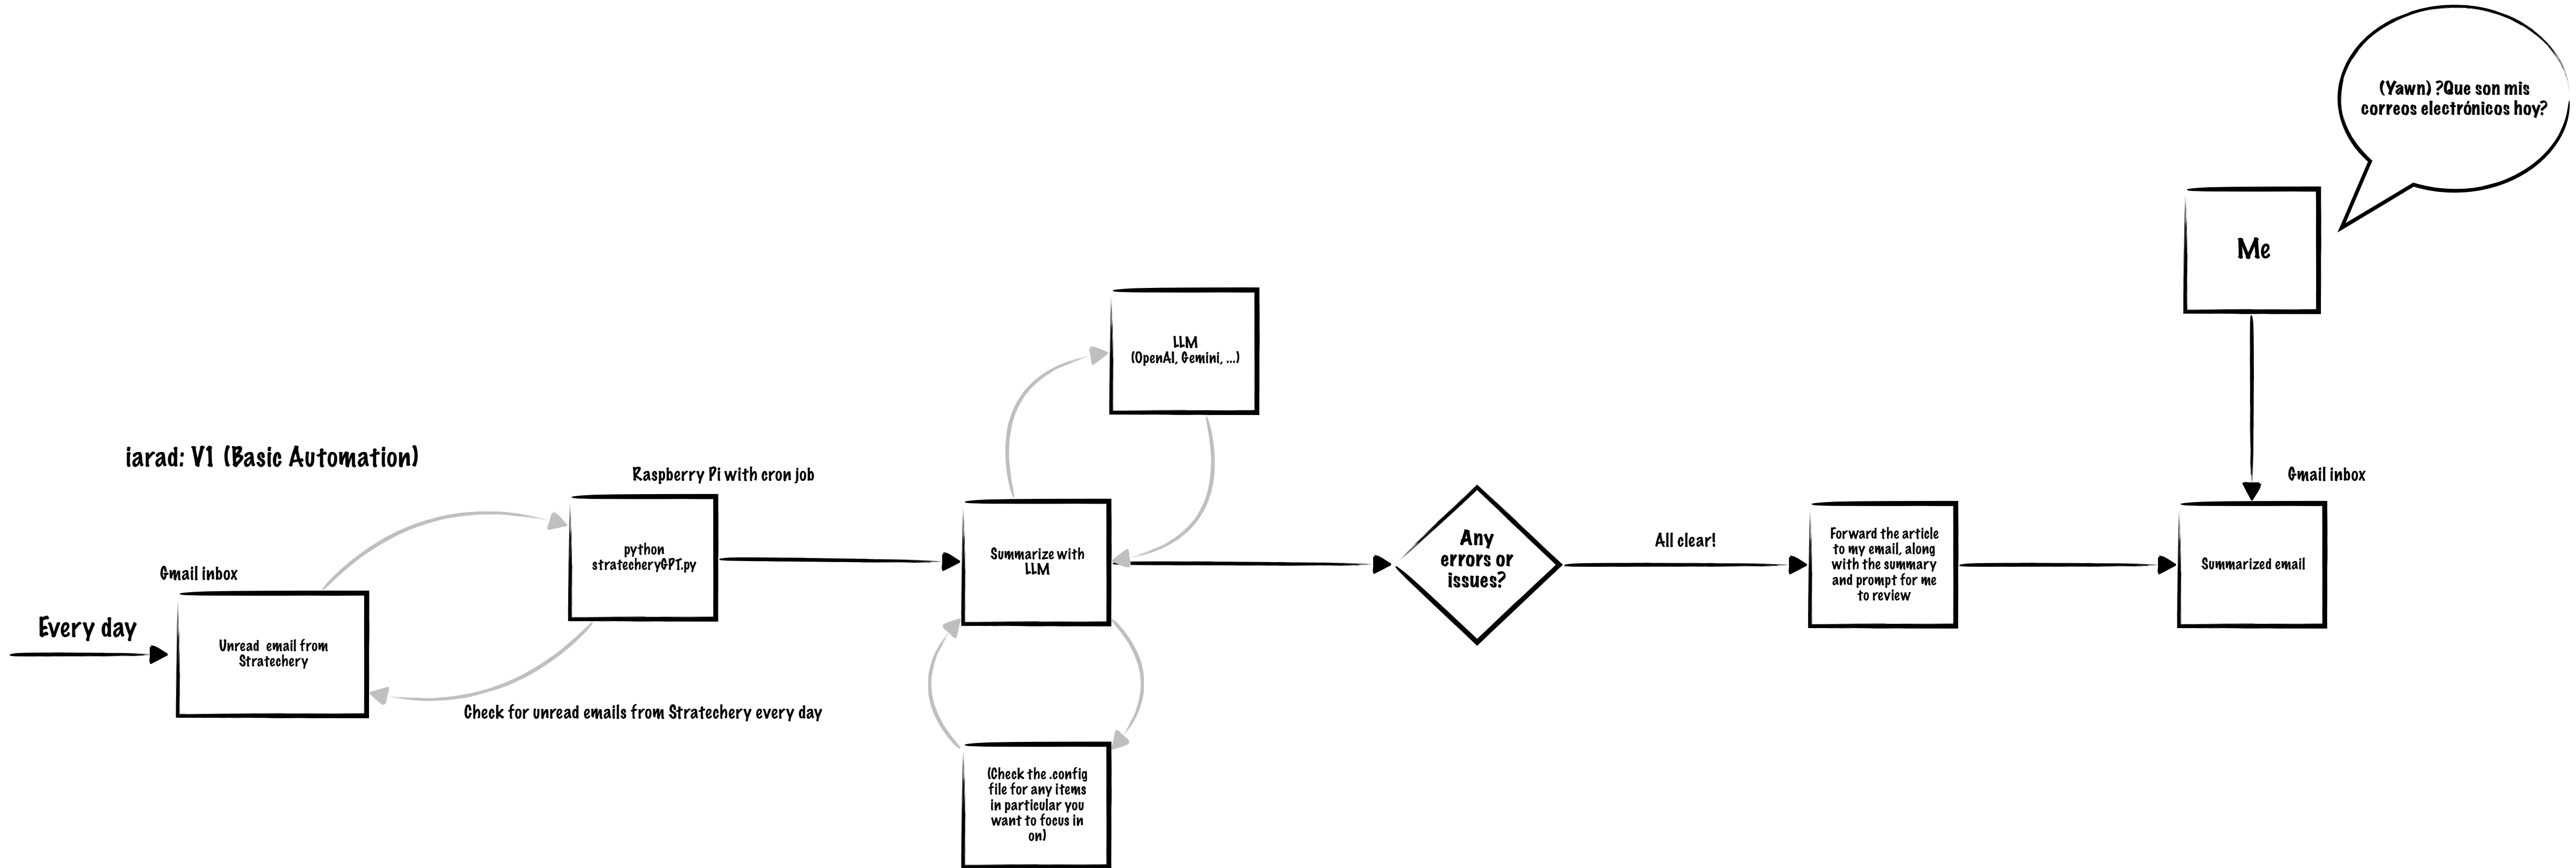 (Yawn) ?Que son mis
correos electrónicos hoy?
Me
LLM
(OpenAI, Gemini, ...)
iarad: V1 (Basic Automation)
Raspberry Pi with cron job
Gmail inbox
python
stratecheryGPT.py
Summarize with
LLM
Any
errors or
issues?
All clear!
Forward the article
to my email, along
with the summary
and prompt for me
to review
Summarized email
Gmail inbox
Every day
Unread email from
Stratechery
Check for unread emails from Stratechery every day
(Check the .config
file for any items
in particular you
want to focus in
on)